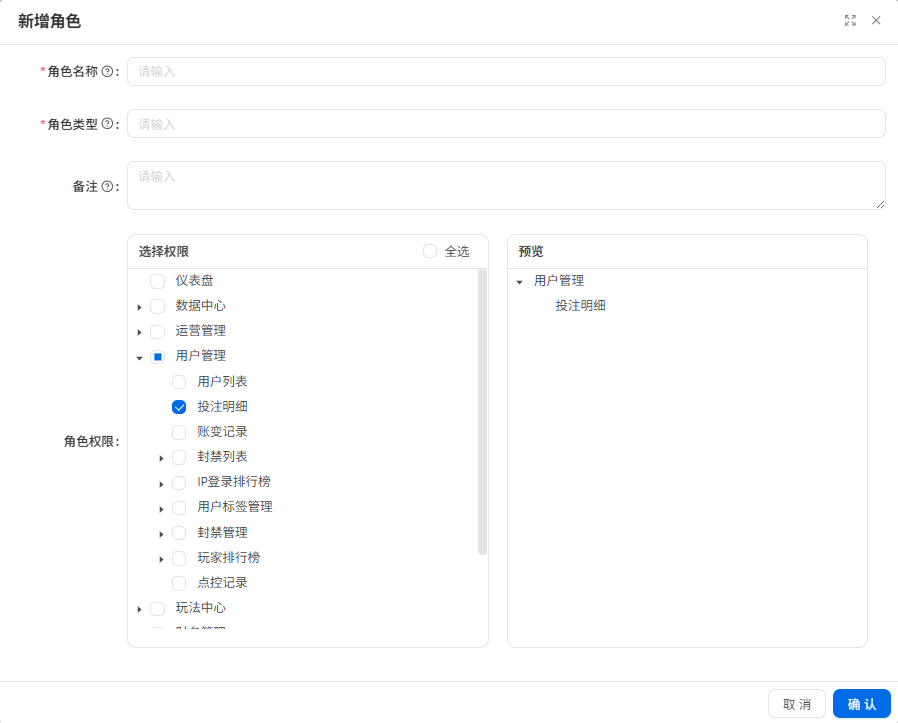 新增角色
*角色名称?: 请输入
*角色类型?: 请输入
备注?: 请输入
角色权限:
选择权限 全选
仪表盘
数据中心
运营管理
用户管理
用户列表
投注明细
账变记录
封禁列表
IP登录排行榜
用户标签管理
封禁管理
玩家排行榜
点控记录
玩法中心
预览
用户管理
投注明细
取 消 确 认